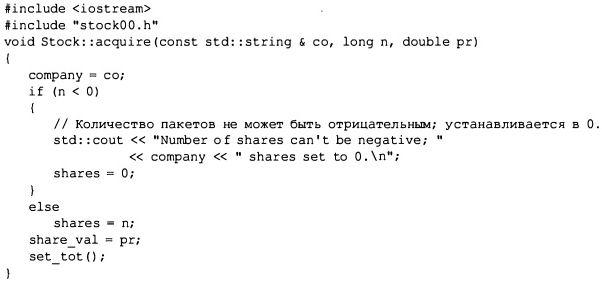 #include <iostream>
#include "stock00.h"
void Stock::acquire(const std::string & co, long n, double pr)
{
    company = co;
    if (n < 0)
    {
        // Количество пакетов не может быть отрицательным; устанавливается в 0.
        std::cout << "Number of shares can't be negative; "
                  << company << " shares set to 0.\n";
        shares = 0;
    }
    else
        shares = n;
    share_val = pr;
    set_tot();
}